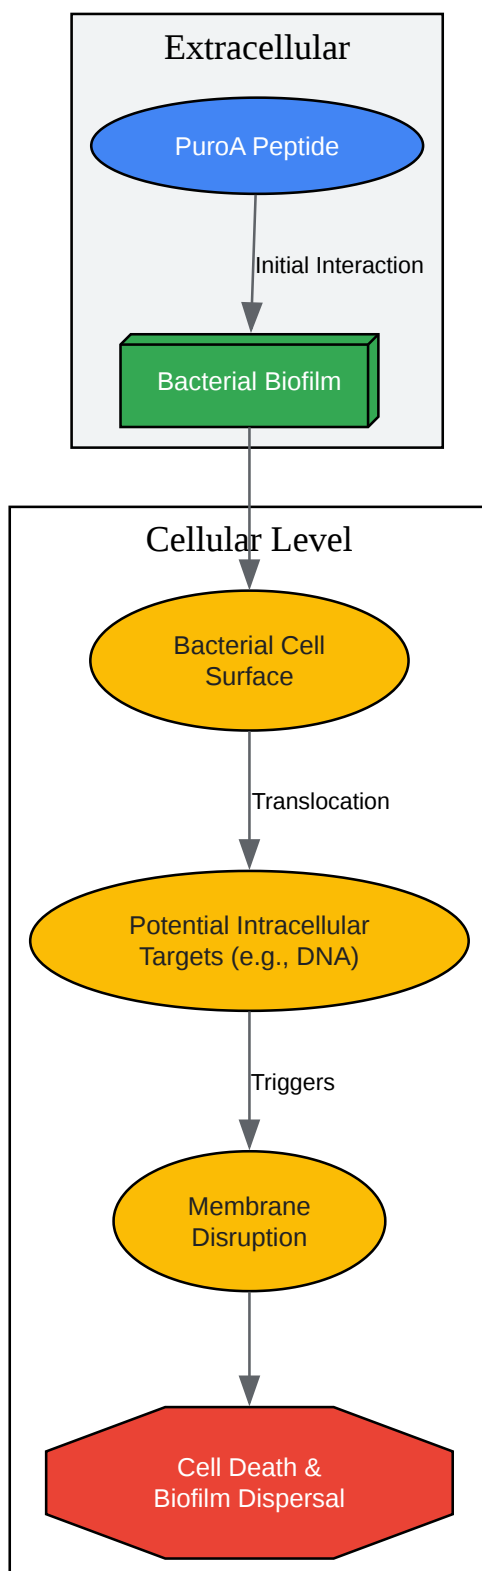 Extracellular
PuroA Peptide
Initial Interaction
Bacterial Biofilm
Cellular Level
Bacterial Cell
Surface
Translocation
Potential Intracellular
Targets (e.g., DNA)
Triggers
Membrane
Disruption
Cell Death &
Biofilm Dispersal